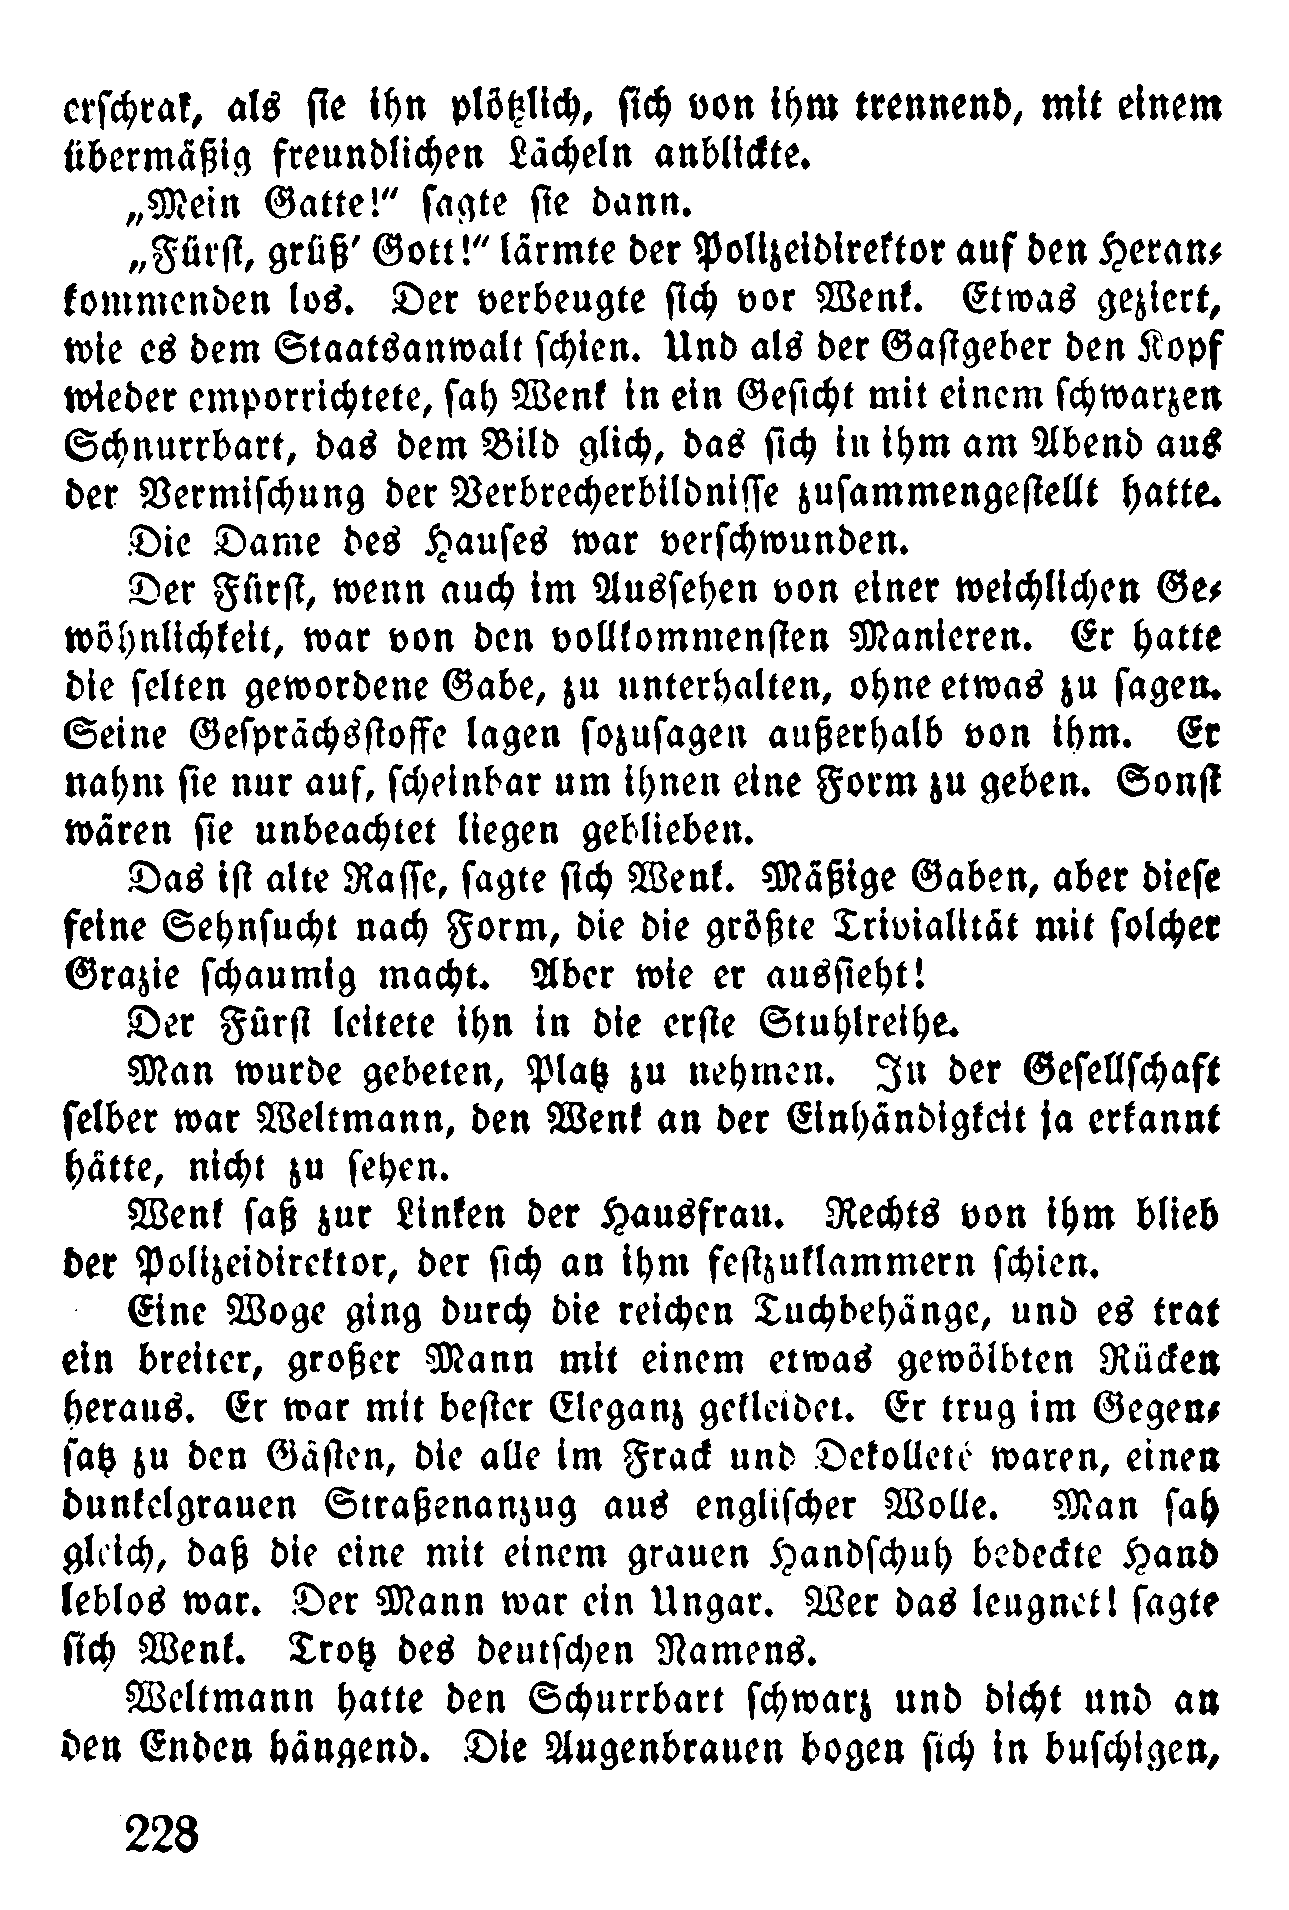 erschrak, als sie ihn plötzlich, sich von ihm trennend, mit einem
übermäßig freundlichen Lächeln anblickte.
„Mein Gatte!“ sagte sie dann.
„Fürst, grüß’ Gott!“ lärmte der Polizeidirektor auf den Heran-
kommenden los. Der verbeugte sich vor Wenk. Etwas geziert,
wie es dem Staatsanwalt schien. Und als der Gastgeber den Kopf
wieder emporrichtete, sah Wenk in ein Gesicht mit einem schwarzen
Schnurrbart, das dem Bild glich, das sich in ihm am Abend aus
der Vermischung der Verbrecherbildnisse zusammengestellt hatte.
Die Dame des Hauses war verschwunden.
Der Fürst, wenn auch im Aussehen von einer weichlichen Ge-
wöhnlichkeit, war von den vollkommensten Manieren. Er hatte
die selten gewordene Gabe, zu unterhalten, ohne etwas zu sagen.
Seine Gesprächsstoffe lagen sozusagen außerhalb von ihm. Er
nahm sie nur auf, scheinbar um ihnen eine Form zu geben. Sonst
wären sie unbeachtet liegen geblieben.
Das ist alte Rasse, sagte sich Wenk. Mäßige Gaben, aber diese
feine Sehnsucht nach Form, die die größte Trivialität mit solcher
Grazie schaumig macht. Aber wie er aussieht!
Der Fürst leitete ihn in die erste Stuhlreihe.
Man wurde gebeten, Platz zu nehmen. In der Gesellschaft
selber war Weltmann, den Wenk an der Einhändigkeit ja erkannt
hätte, nicht zu sehen.
Wenk saß zur Linken der Hausfrau. Rechts von ihm blieb
der Polizeidirektor, der sich an ihm festzuklammern schien.
Eine Woge ging durch die reichen Tuchbehänge, und es trat
ein breiter, großer Mann mit einem etwas gewölbten Rücken
heraus. Er war mit bester Eleganz gekleidet. Er trug im Gegen-
satz zu den Gästen, die alle im Frack und Dekolleté waren, einen
dunkelgrauen Straßenanzug aus englischer Wolle. Man sah
gleich, daß die eine mit einem grauen Handschuh bedeckte Hand
leblos war. Der Mann war ein Ungar. Wer das leugnet! sagte
sich Wenk. Trotz des deutschen Namens.
Weltmann hatte den Schurrbart schwarz und dicht und an
den Enden hängend. Die Augenbrauen bogen sich in buschigen,
228